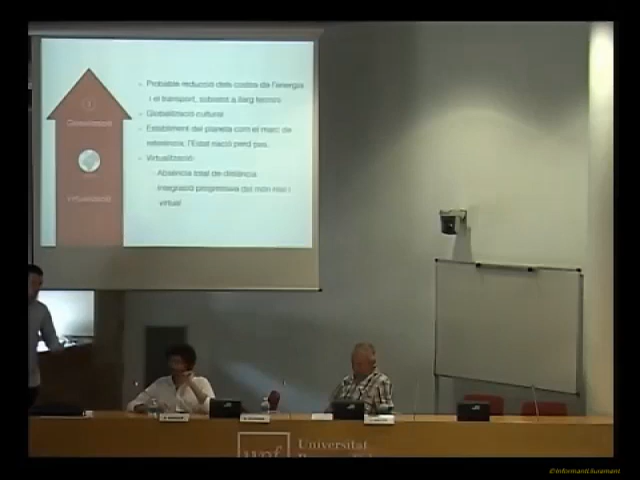 - Probable reducció dels costos de l'energia
i el transport, sobretot a llarg termini.
- Globalització cultural
- Establiment del planeta com el marc de
referència, l'Estat nació perd pes.
- Virtualització:
- Absència total de distància
- Integració progressiva del món real i
virtual
Globalització
Virtualització
upf.
Universitat
©InformantLliurement